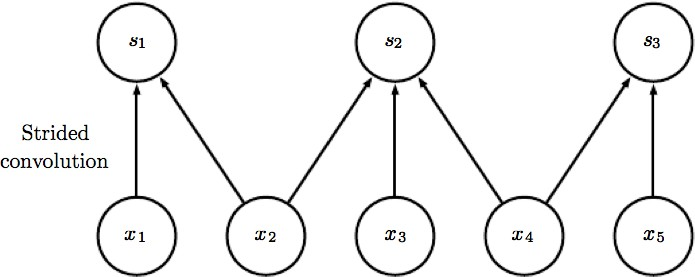 s1 s2 s3
Strided
convolution
x1 x2 x3 x4 x5